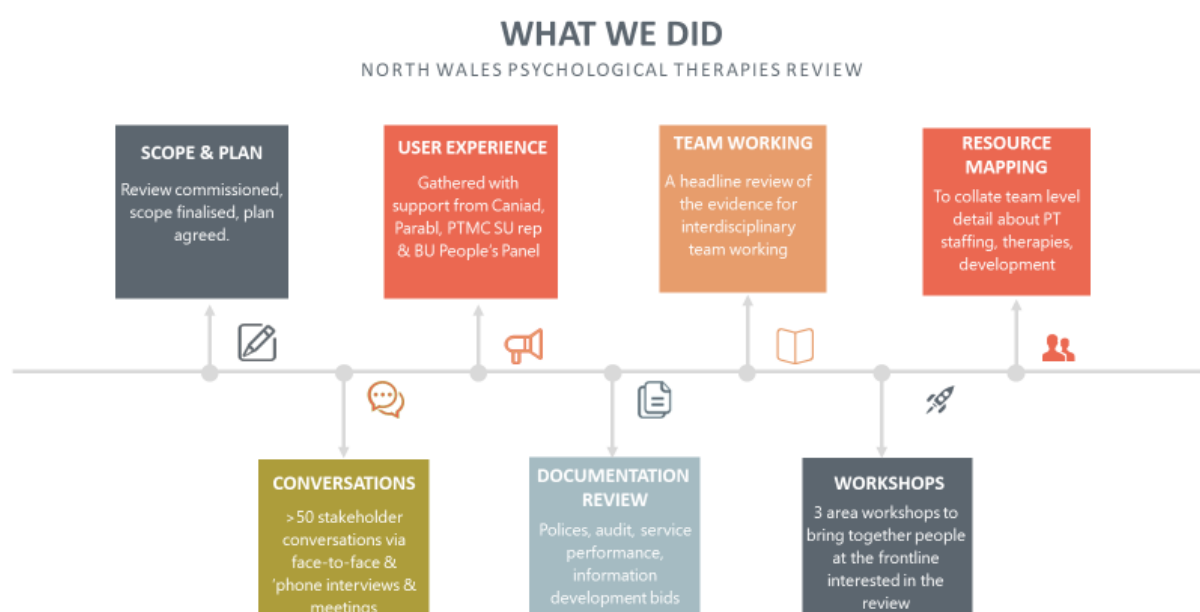 WHAT WE DID
NORTH WALES PSYCHOLOGICAL THERAPIES REVIEW
SCOPE & PLAN
Review commissioned,
scope finalised, plan
agreed.
USER EXPERIENCE
Gathered with
support from Caniad,
Parabl, PTMC SU rep
& BU People's Panel
TEAM WORKING
A headline review of
the evidence for
interdisciplinary
team working
RESOURCE
MAPPING
To collate team level
detail about PT
staffing, therapies,
development
CONVERSATIONS
>50 stakeholder
conversations via
face-to-face &
'phone interviews &
meetings
DOCUMENTATION
REVIEW
Polices, audit, service
performance,
information
development bids
WORKSHOPS
3 area workshops to
bring together people
at the frontline
interested in the
review